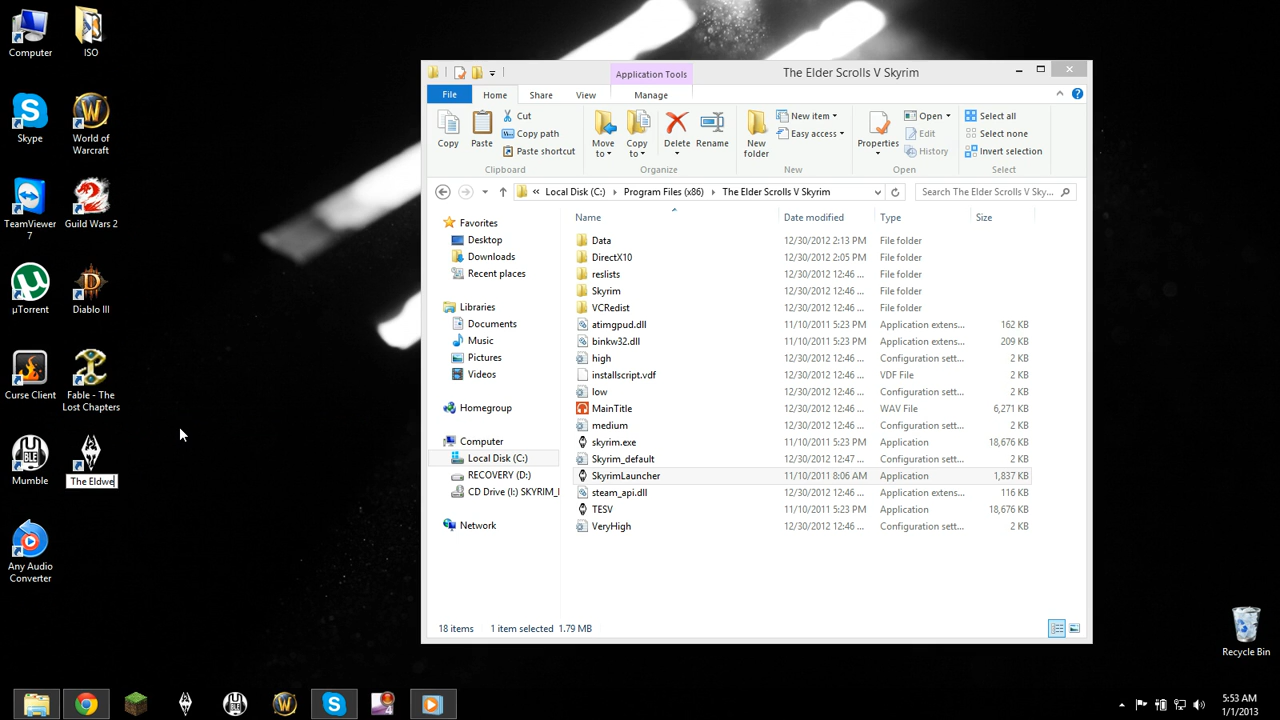 Computer
ISO
Skype
World of
Warcraft
TeamViewer
7
Guild Wars 2
µTorrent
Diablo III
Curse Client
Fable - The
Lost Chapters
Mumble
The Eldwe
Any Audio
Converter
Recycle Bin
Application Tools
The Elder Scrolls V Skyrim
File Home Share View Manage
Copy
Paste
Cut
Copy path
Paste shortcut
Clipboard
Move
to
Copy
to
Delete
Rename
Organize
New
folder
New item
Easy access
New
Properties
Open
Edit
History
Open
Select all
Select none
Invert selection
Select
« Local Disk (C:) Program Files (x86) The Elder Scrolls V Skyrim
Search The Elder Scrolls V Sky...
Favorites
Desktop
Downloads
Recent places
Libraries
Documents
Music
Pictures
Videos
Homegroup
Computer
Local Disk (C:)
RECOVERY (D:)
CD Drive (I:) SKYRIM_
Network
Name Date modified Type Size
Data 12/30/2012 2:13 PM File folder
DirectX10 12/30/2012 2:05 PM File folder
reslists 12/30/2012 12:46 ... File folder
Skyrim 12/30/2012 12:46 ... File folder
VCRedist 12/30/2012 12:46 ... File folder
atimgpud.dll 11/10/2011 5:23 PM Application extens... 162 KB
binkw32.dll 11/10/2011 5:23 PM Application extens... 209 KB
high 12/30/2012 12:46 ... Configuration sett... 2 KB
installscript.vdf 12/30/2012 12:46 ... VDF File 2 KB
low 12/30/2012 12:46 ... Configuration sett... 2 KB
MainTitle 12/30/2012 12:46 ... WAV File 6,271 KB
medium 12/30/2012 12:46 ... Configuration sett... 2 KB
skyrim.exe 11/10/2011 5:23 PM Application 18,676 KB
Skyrim_default 12/30/2012 12:47 ... Configuration sett... 2 KB
SkyrimLauncher 11/10/2011 8:06 AM Application 1,837 KB
steam_api.dll 12/30/2012 12:46 ... Application extens... 116 KB
TESV 11/10/2011 5:23 PM Application 18,676 KB
VeryHigh 12/30/2012 12:46 ... Configuration sett... 2 KB
18 items 1 item selected 1.79 MB
5:53 AM
1/1/2013